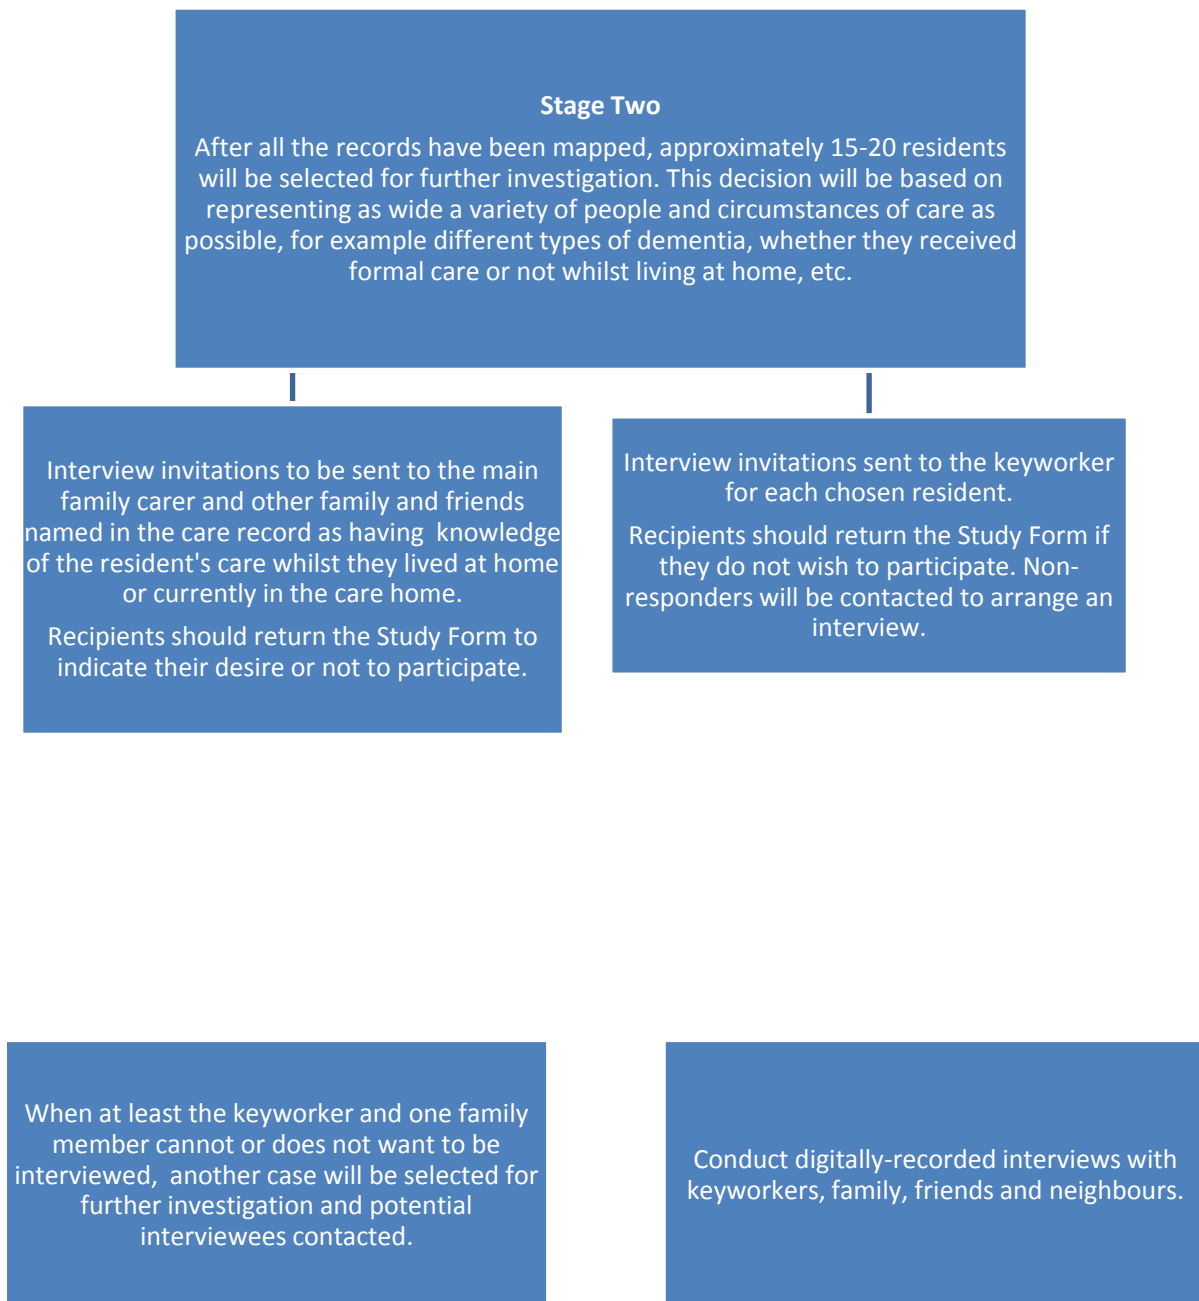 Stage Two
After all the records have been mapped, approximately 15-20 residents
will be selected for further investigation. This decision will be based on
representing as wide a variety of people and circumstances of care as
possible, for example different types of dementia, whether they received
formal care or not whilst living at home, etc.
Interview invitations to be sent to the main
family carer and other family and friends
named in the care record as having  knowledge
of the resident's care whilst they lived at home
or currently in the care home.
Recipients should return the Study Form to
indicate their desire or not to participate.
Interview invitations sent to the keyworker
for each chosen resident.
Recipients should return the Study Form if
they do not wish to participate. Non-
responders will be contacted to arrange an
interview.
When at least the keyworker and one family
member cannot or does not want to be
interviewed,  another case will be selected for
further investigation and potential
interviewees contacted.
Conduct digitally-recorded interviews with
keyworkers, family, friends and neighbours.